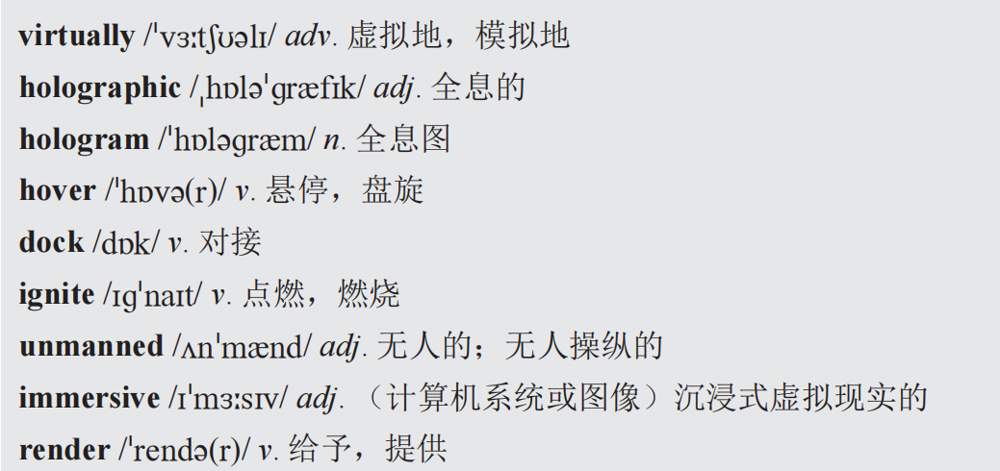 virtually /ˈvɜːtʃʊəlɪ/ adv. 虚拟地，模拟地
holographic /ˌhɒləˈɡræfɪk/ adj. 全息的
hologram /ˈhɒləɡræm/ n. 全息图
hover /ˈhɒvə(r)/ v. 悬停，盘旋
dock /dɒk/ v. 对接
ignite /ɪɡˈnaɪt/ v. 点燃，燃烧
unmanned /ʌnˈmænd/ adj. 无人的；无人操纵的
immersive /ɪˈmɜːsɪv/ adj. （计算机系统或图像）沉浸式虚拟现实的
render /ˈrendə(r)/ v. 给予，提供